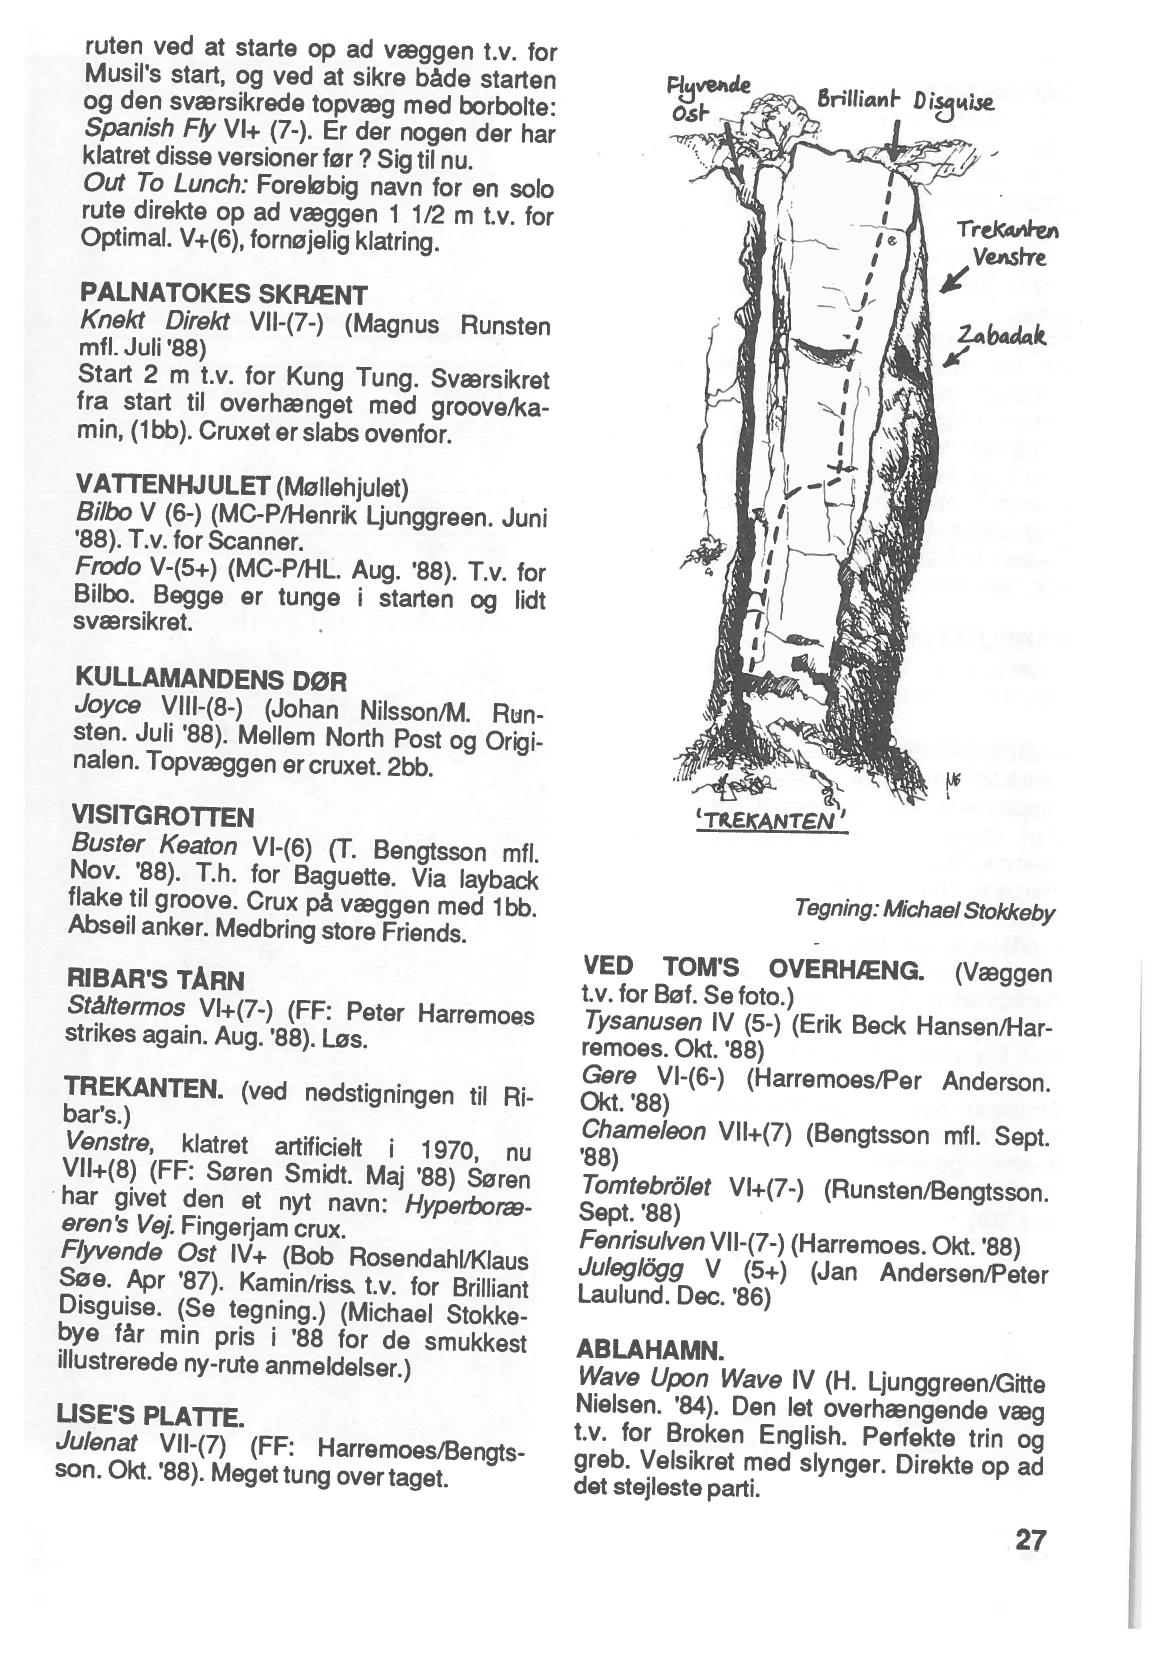 ruten ved at starte op ad væggen t.v. for
Musil's start, og ved at sikre både starten
og den sværsikrede topvæg med borbolte:
Spanish Fly VI+ (7-). Er der nogen der har
klatret disse versioner før ? Sig til nu.
Out To Lunch: Foreløbig navn for en solo
rute direkte op ad væggen 1 1/2 m t.v. for
Optimal. V+(6), fornøjelig klatring.
PALNATOKES SKRÆNT
Knekt Direkt VII-(7-) (Magnus Runsten
mfl. Juli '88)
Start 2 m t.v. for Kung Tung. Sværsikret
fra start til overhænget med groove/ka-
min, (1bb). Cruxet er slabs ovenfor.
VATTENHJULET (Møllehjulet)
Bilbo V (6-) (MC-P/Henrik Ljunggreen. Juni
'88). T.v. for Scanner.
Frodo V-(5+) (MC-P/HL. Aug. '88). T.v. for
Bilbo. Begge er tunge i starten og lidt
sværsikret.
KULLAMANDENS DØR
Joyce VIII-(8-) (Johan Nilsson/M. Run-
sten. Juli '88). Mellem North Post og Origi-
nalen. Topvæggen er cruxet. 2bb.
VISITGROTTEN
Buster Keaton VI-(6) (T. Bengtsson mfl.
Nov. '88). T.h. for Baguette. Via layback
flake til groove. Crux på væggen med 1bb.
Abseil anker. Medbring store Friends.
RIBAR'S TÅRN
Ståltermos VI+(7-) (FF: Peter Harremoes
strikes again. Aug. '88). Løs.
TREKANTEN. (ved nedstigningen til Ri-
bar's.)
Venstre, klatret artificielt i 1970, nu
VII+(8) (FF: Søren Smidt. Maj '88) Søren
har givet den et nyt navn: Hyperboræ-
eren's Vej. Fingerjam crux.
Flyvende Ost IV+ (Bob Rosendahl/Klaus
Søe. Apr '87). Kamin/riss t.v. for Brilliant
Disguise. (Se tegning.) (Michael Stokke-
bye får min pris i '88 for de smukkest
illustrerede ny-rute anmeldelser.)
LISE'S PLATTE.
Julenat VII-(7) (FF: Harremoes/Bengts-
son. Okt. '88). Meget tung over taget.
Flyvende
Ost
Brilliant Disguise
Trekanten
Venstre
Zabadak
'TREKANTEN'
Tegning: Michael Stokkeby
VED TOM'S OVERHÆNG. (Væggen
t.v. for Bøf. Se foto.)
Tysanusen IV (5-) (Erik Beck Hansen/Har-
remoes. Okt. '88)
Gere VI-(6-) (Harremoes/Per Anderson.
Okt. '88)
Chameleon VII+(7) (Bengtsson mfl. Sept.
'88)
Tomtebrölet VI+(7-) (Runsten/Bengtsson.
Sept. '88)
Fenrisulven VII-(7-) (Harremoes. Okt. '88)
Juleglögg V (5+) (Jan Andersen/Peter
Laulund. Dec. '86)
ABLAHAMN.
Wave Upon Wave IV (H. Ljunggreen/Gitte
Nielsen. '84). Den let overhængende væg
t.v. for Broken English. Perfekte trin og
greb. Velsikret med slynger. Direkte op ad
det stejleste parti.
27